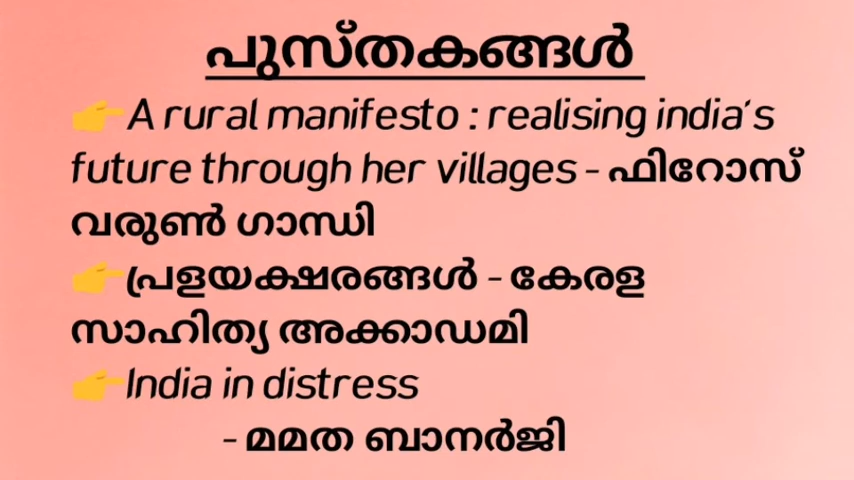 പുസ്തകങ്ങൾ
👉A rural manifesto : realising india's
future through her villages - ഫിറോസ്
വരുൺ ഗാന്ധി
👉പ്രളയക്ഷരങ്ങൾ - കേരള
സാഹിത്യ അക്കാഡമി
👉India in distress
- മമത ബാനർജി